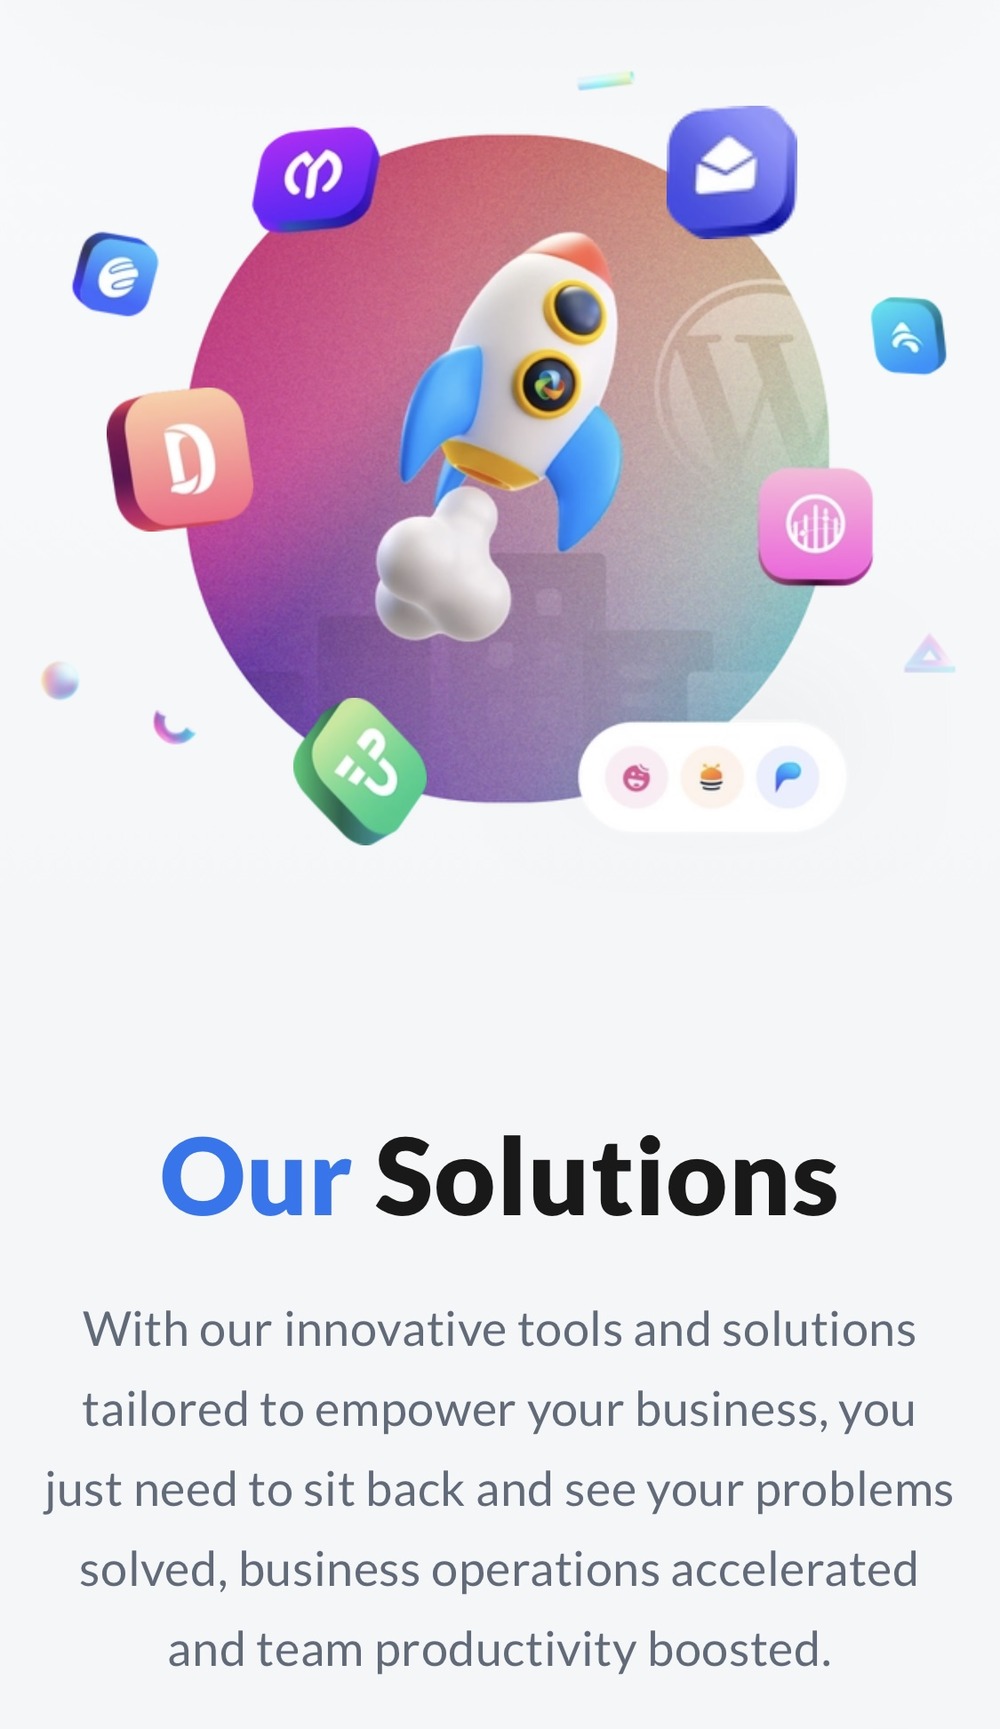 Our Solutions
With our innovative tools and solutions
tailored to empower your business, you
just need to sit back and see your problems
solved, business operations accelerated
and team productivity boosted.